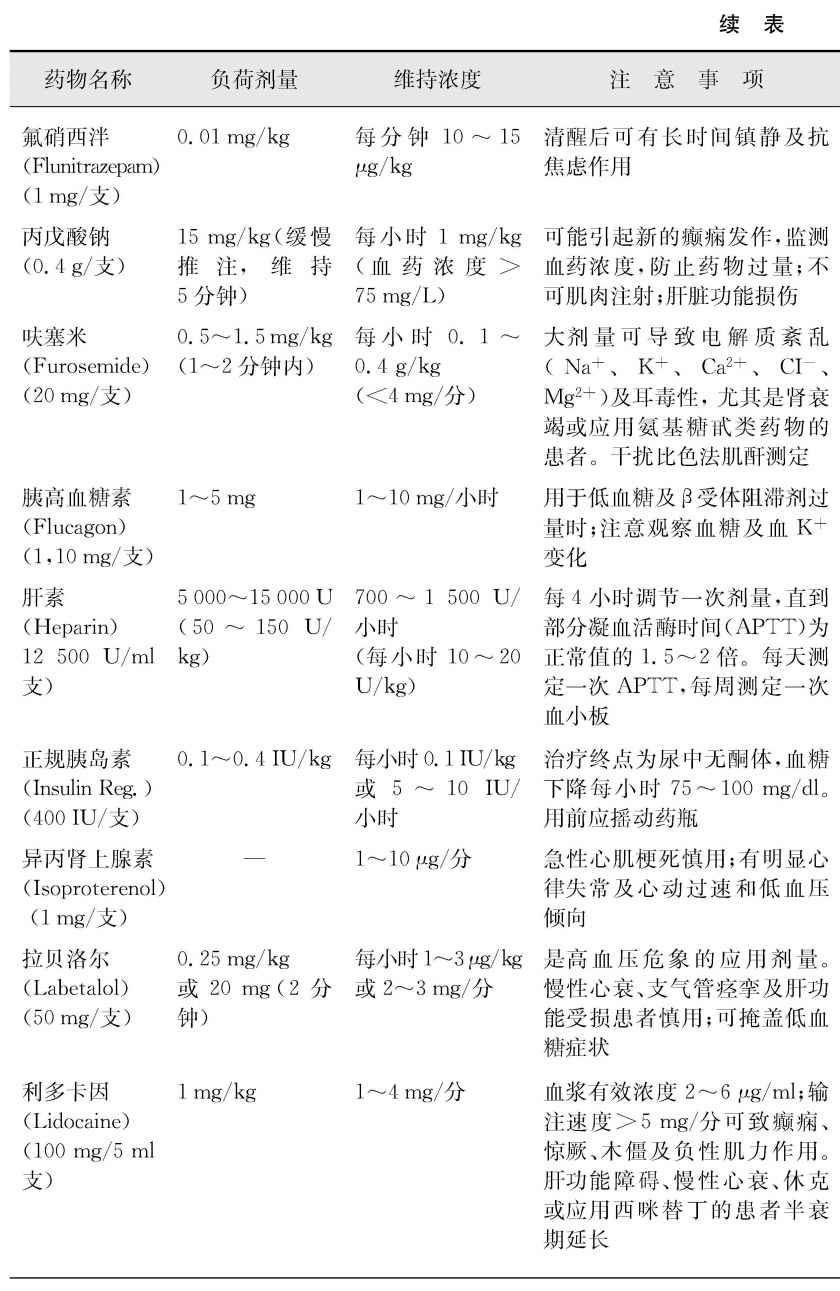 续 表
药物名称 负荷剂量 维持浓度 注 意 事 项
氟硝西泮 0.01 mg/kg 每分钟 10～15 清醒后可有长时间镇静及抗
(Flunitrazepam) μg/kg 焦虑作用
(1 mg/支)
丙戊酸钠 15 mg/kg(缓慢 每小时 1 mg/kg 可能引起新的癫痫发作,监测
(0.4 g/支) 推注, 维持 (血药浓度＞ 血药浓度,防止药物过量;不
5分钟) 75 mg/L) 可肌肉注射;肝脏功能损伤
呋塞米 0.5～1.5 mg/kg 每小时 0.1～ 大剂量可导致电解质紊乱
(Furosemide) (1～2分钟内) 0.4 g/kg (Na⁺、K⁺、Ca²⁺、CI⁻、
(20 mg/支) (＜4 mg/分) Mg²⁺)及耳毒性, 尤其是肾衰
竭或应用氨基糖甙类药物的
患者。干扰比色法肌酐测定
胰高血糖素 1～5 mg 1～10 mg/小时 用于低血糖及β受体阻滞剂过
(Flucagon) 量时;注意观察血糖及血 K⁺
(1,10 mg/支) 变化
肝素 5 000～15 000 U 700～1 500 U/ 每 4 小时调节一次剂量,直到
(Heparin) (50～150 U/ 小时 部分凝血活酶时间(APTT)为
12 500 U/ml kg) (每小时 10～20 正常值的 1.5～2 倍。每天测
支) U/kg) 定一次 APTT,每周测定一次
血小板
正规胰岛素 0.1～0.4 IU/kg 每小时 0.1 IU/kg 治疗终点为尿中无酮体,血糖
(Insulin Reg.) 或 5～10 IU/ 下降每小时 75～100 mg/dl。
(400 IU/支) 小时 用前应摇动药瓶
异丙肾上腺素 — 1～10 μg/分 急性心肌梗死慎用;有明显心
(Isoproterenol) 律失常及心动过速和低血压
(1 mg/支) 倾向
拉贝洛尔 0.25 mg/kg 每小时 1～3 μg/kg 是高血压危象的应用剂量。
(Labetalol) 或 20 mg(2 分 或 2～3 mg/分 慢性心衰、支气管痉挛及肝功
(50 mg/支) 钟) 能受损患者慎用;可掩盖低血
糖症状
利多卡因 1 mg/kg 1～4 mg/分 血浆有效浓度 2～6 μg/ml;输
(Lidocaine) 注速度＞5 mg/分可致癫痫、
(100 mg/5 ml 惊厥、木僵及负性肌力作用。
支) 肝功能障碍、慢性心衰、休克
或应用西咪替丁的患者半衰
期延长